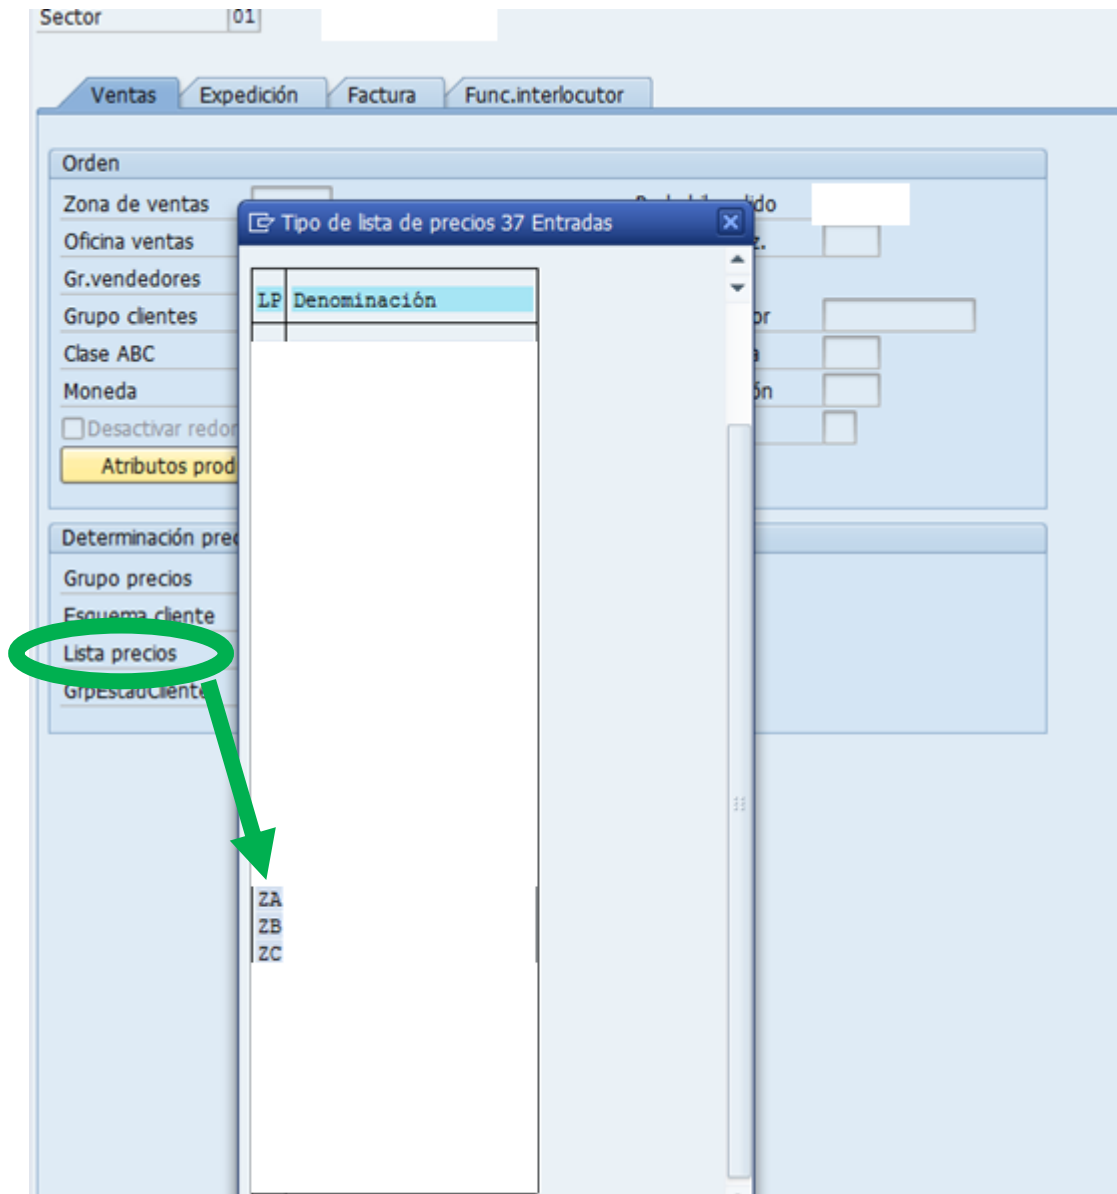 Sector 01
Ventas Expedición Factura Func.interlocutor
Orden
Zona de ventas
Tipo de lista de precios 37 Entradas
Oficina ventas
Gr.vendedores
LP Denominación
Grupo clientes
Clase ABC
Moneda
Desactivar redon
Atributos prod
Determinación prec
Grupo precios
Esquema cliente
Lista precios
GrpEstadCliente
ZA
ZB
ZC